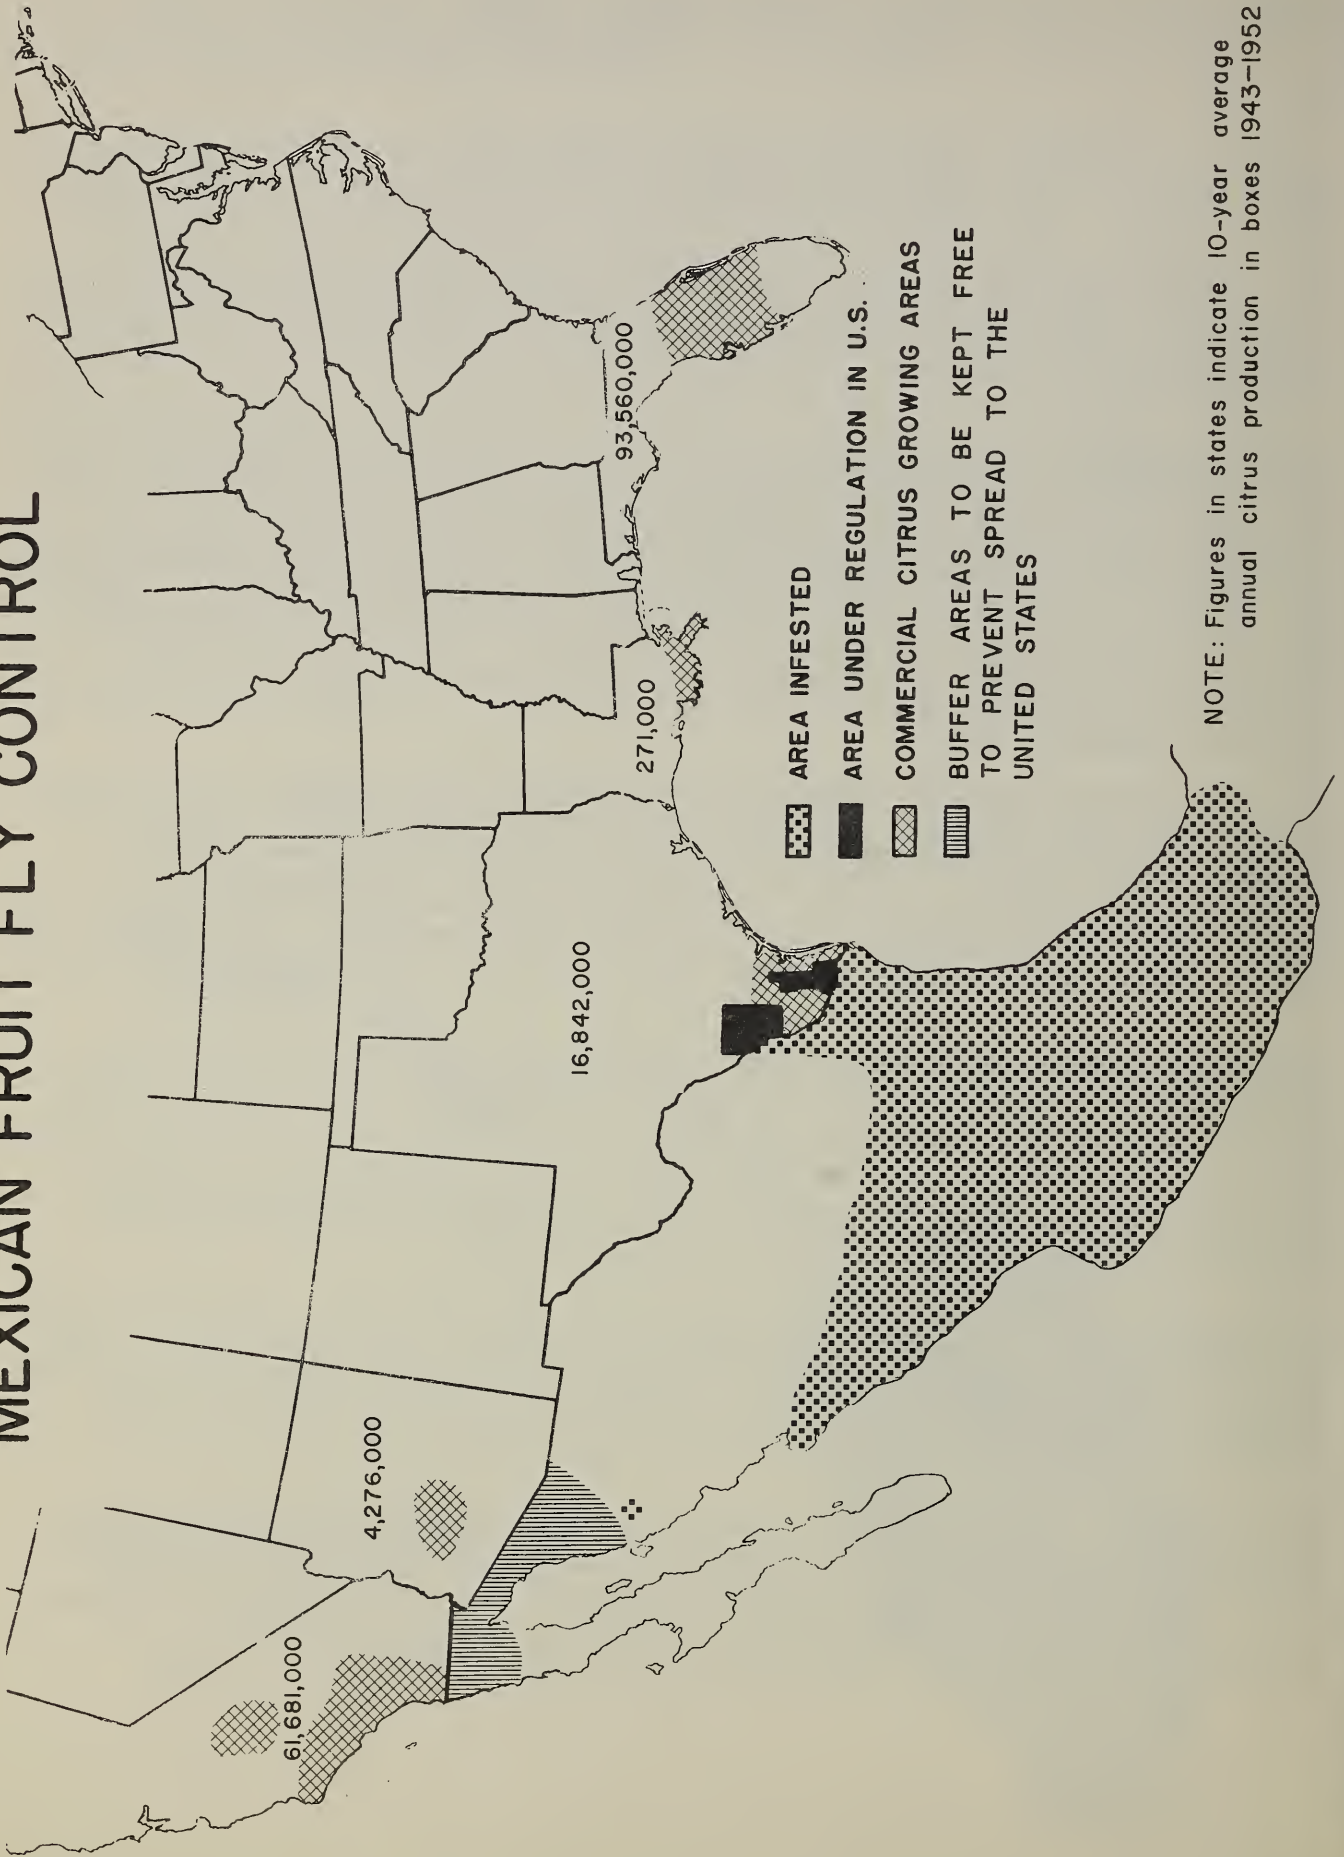 MEXICAN FRUIT FLY CONTROL
61,681,000
4,276,000
16,842,000
271,000
93,560,000
AREA INFESTED
AREA UNDER REGULATION IN U.S.
COMMERCIAL CITRUS GROWING AREAS
BUFFER AREAS TO BE KEPT FREE
TO PREVENT SPREAD TO THE
UNITED STATES
NOTE: Figures in states indicate 10-year average
annual citrus production in boxes 1943-1952